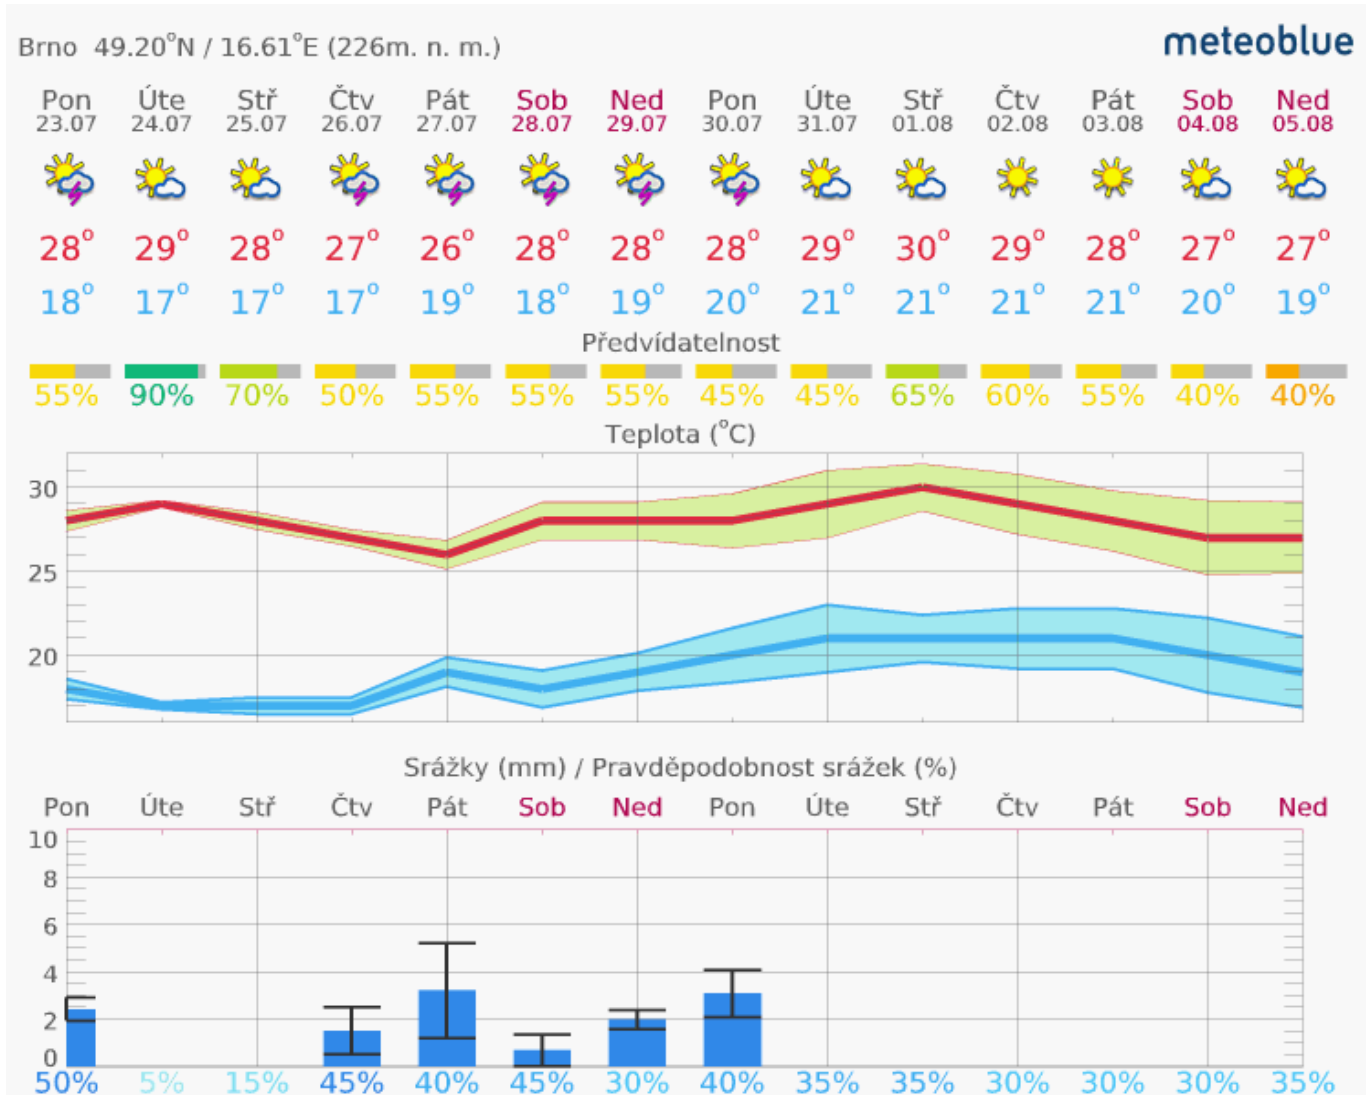 Brno 49.20°N / 16.61°E (226m. n. m.)
meteoblue
Pon Úte Stř Čtv Pát Sob Ned Pon Úte Stř Čtv Pát Sob Ned
23.07 24.07 25.07 26.07 27.07 28.07 29.07 30.07 31.07 01.08 02.08 03.08 04.08 05.08
28° 29° 28° 27° 26° 28° 28° 28° 29° 30° 29° 28° 27° 27°
18° 17° 17° 17° 19° 18° 19° 20° 21° 21° 21° 21° 20° 19°
Předvídatelnost
55% 90% 70% 50% 55% 55% 55% 45% 45% 65% 60% 55% 40% 40%
Teplota (°C)
30
25
20
Srážky (mm) / Pravděpodobnost srážek (%)
Pon Úte Stř Čtv Pát Sob Ned Pon Úte Stř Čtv Pát Sob Ned
10
8
6
4
2
0
50% 5% 15% 45% 40% 45% 30% 40% 35% 35% 30% 30% 30% 35%